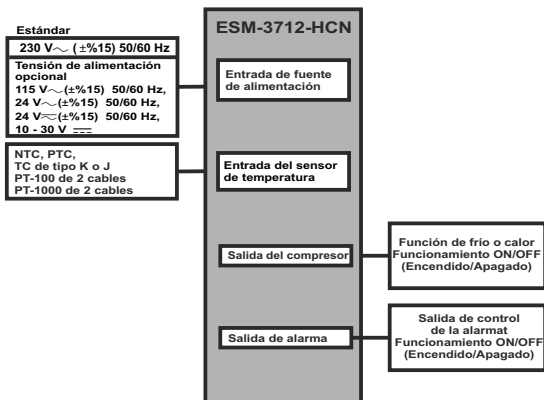 ESM-3712-HCN
Estándar
230 V~ (±%15) 50/60 Hz
Tensión de alimentación
opcional
115 V~(±%15) 50/60 Hz,
24 V~(±%15) 50/60 Hz,
24 V⏦(±%15) 50/60 Hz,
10 - 30 V ⎓
Entrada de fuente
de alimentación
NTC, PTC,
TC de tipo K o J
PT-100 de 2 cables
PT-1000 de 2 cables
Entrada del sensor
de temperatura
Salida del compresor
Función de frío o calor
Funcionamiento ON/OFF
(Encendido/Apagado)
Salida de alarma
Salida de control
de la alarmat
Funcionamiento ON/OFF
(Encendido/Apagado)